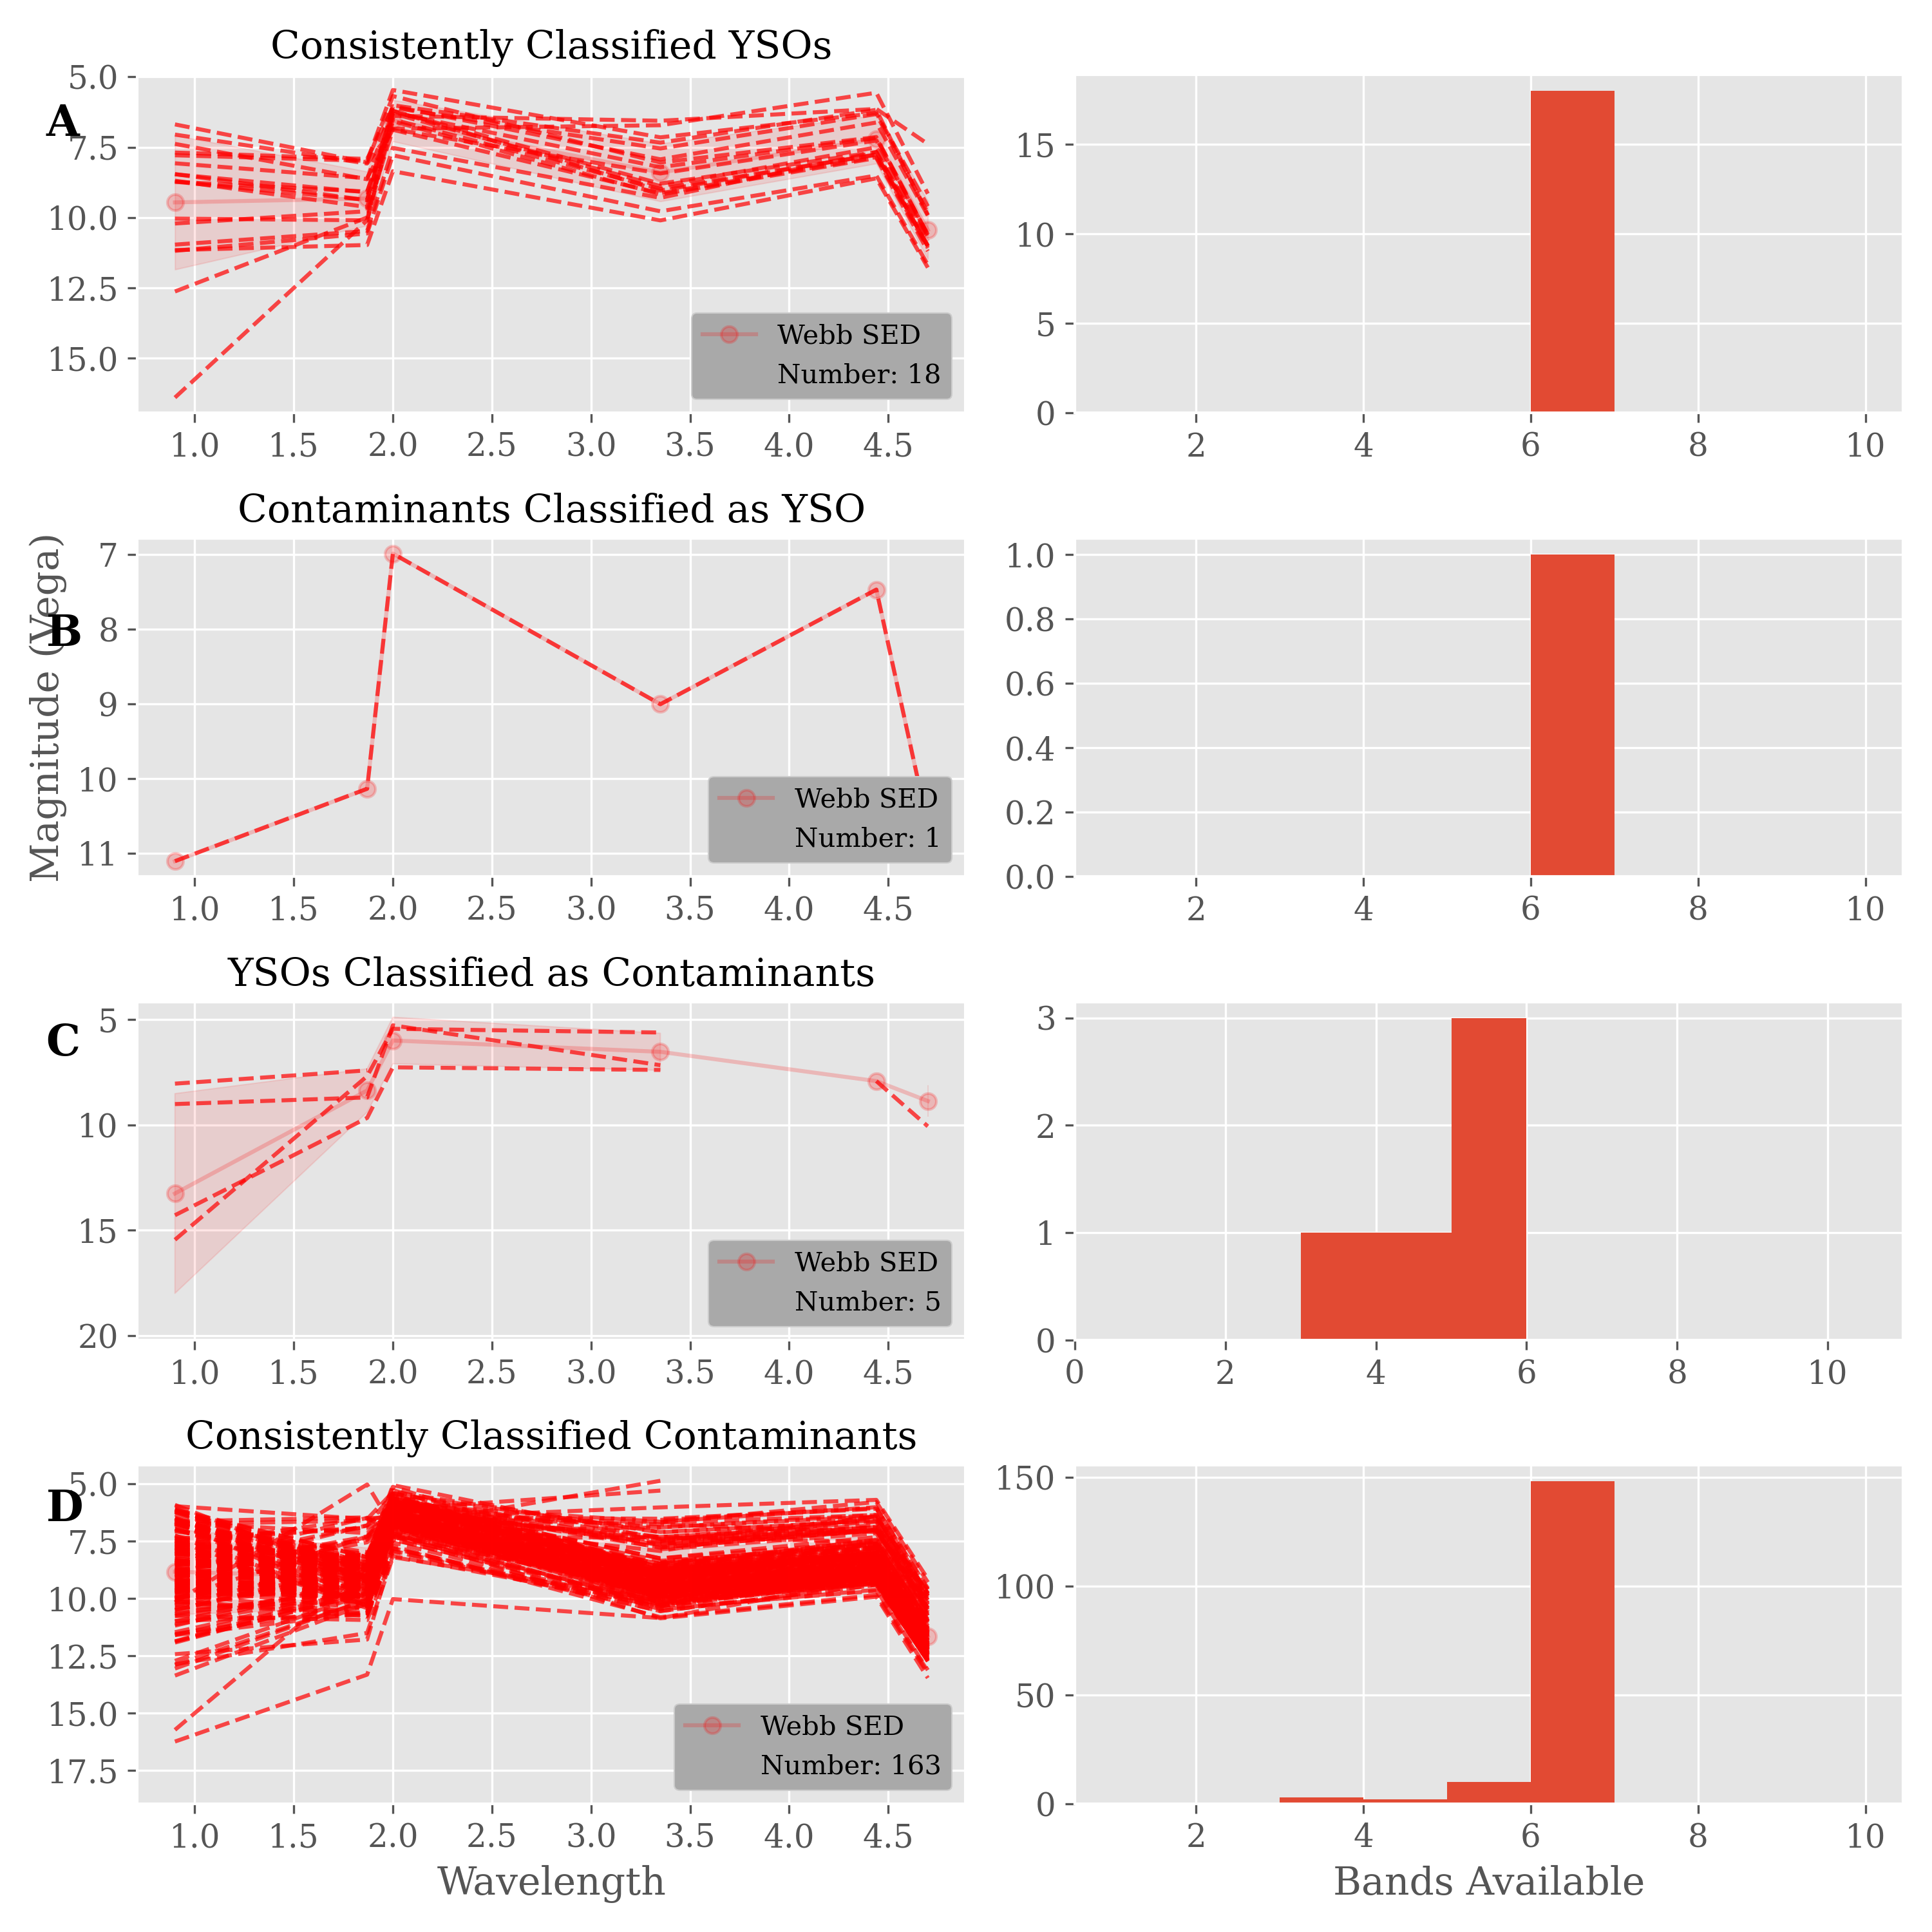 Consistently Classified YSOs
A
5.0
7.5
10.0
12.5
15.0
Webb SED
Number: 18
1.0 1.5 2.0 2.5 3.0 3.5 4.0 4.5
15
10
5
0
2 4 6 8 10
Contaminants Classified as YSO
Magnitude (Vega)
B
7
8
9
10
11
Webb SED
Number: 1
1.0 1.5 2.0 2.5 3.0 3.5 4.0 4.5
1.0
0.8
0.6
0.4
0.2
0.0
2 4 6 8 10
YSOs Classified as Contaminants
C
5
10
15
20
Webb SED
Number: 5
1.0 1.5 2.0 2.5 3.0 3.5 4.0 4.5
3
2
1
0
0 2 4 6 8 10
Consistently Classified Contaminants
D
5.0
7.5
10.0
12.5
15.0
17.5
Webb SED
Number: 163
1.0 1.5 2.0 2.5 3.0 3.5 4.0 4.5
Wavelength
150
100
50
0
2 4 6 8 10
Bands Available